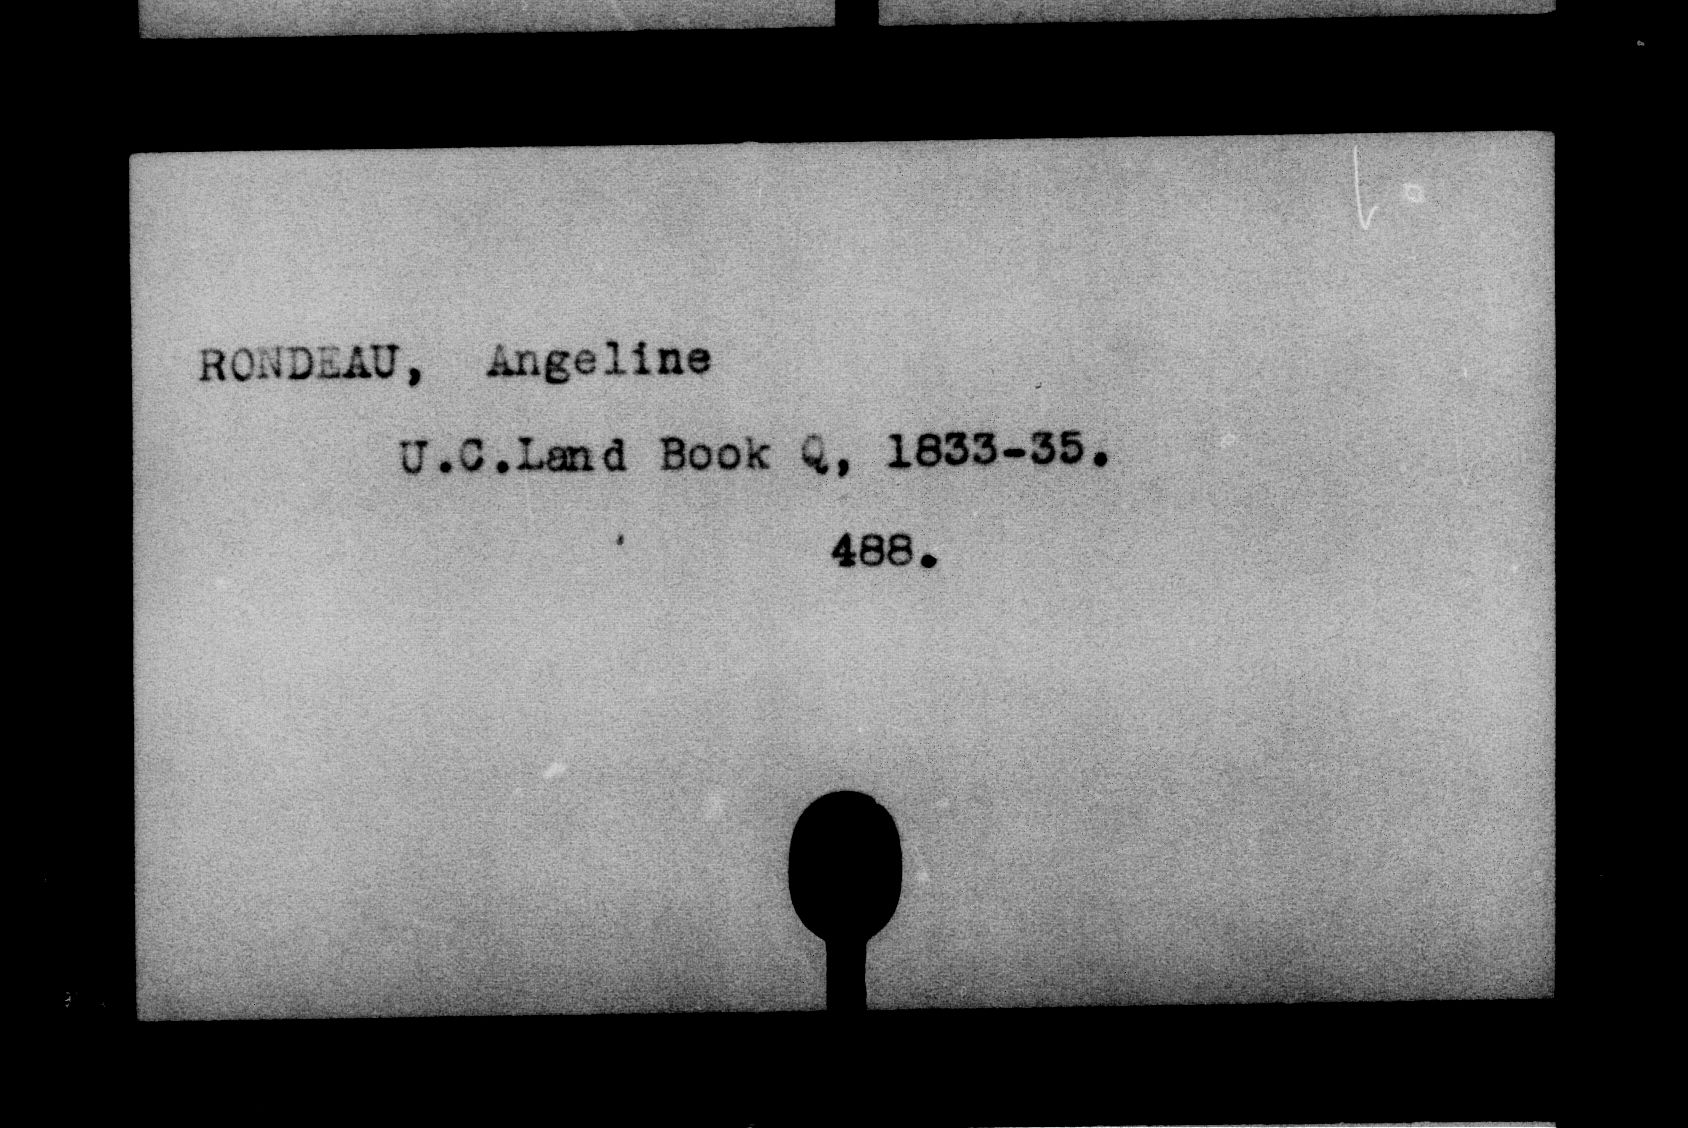 RONDEAU, Angeline
U.C.Land Book Q, 1833-35.
488.